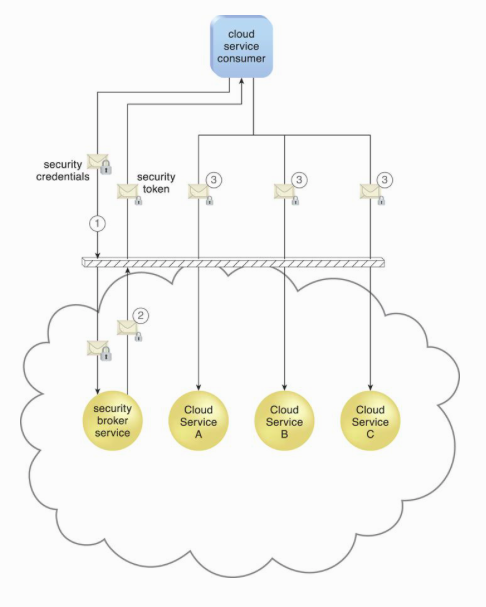 cloud
service
consumer
security
credentials
security
token
3
3
3
1
2
security
broker
service
Cloud
Service
A
Cloud
Service
B
Cloud
Service
C